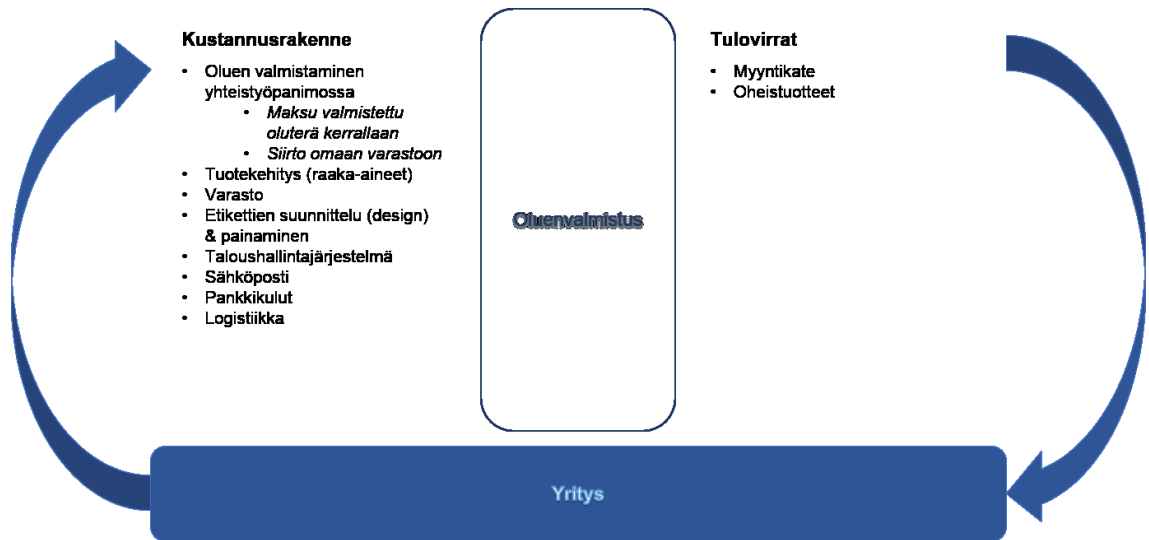 Kustannusrakenne
• Oluen valmistaminen
yhteistyöpanimossa
• Maksu valmistettu
oluterä kerrallaan
• Siirto omaan varastoon
• Tuotekehitys (raaka-aineet)
• Varasto
• Etikettien suunnittelu (design)
& painaminen
• Taloushallintajärjestelmä
• Sähköposti
• Pankkikulut
• Logistiikka
Oluenvalmistus
Tulovirrat
• Myyntikate
• Oheistuotteet
Yritys